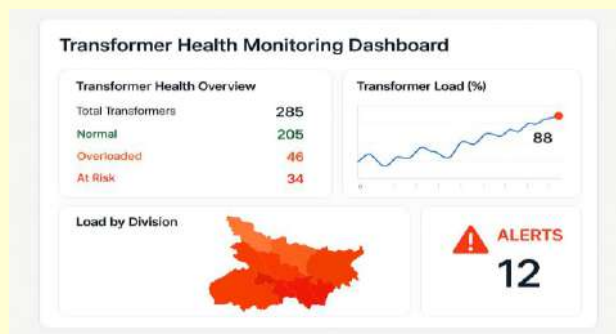 Transformer Health Monitoring Dashboard
Transformer Health Overview
Total Transformers 285
Normal 205
Overloaded 46
At Risk 34
Transformer Load (%)
88
0
Load by Division
ALERTS
12